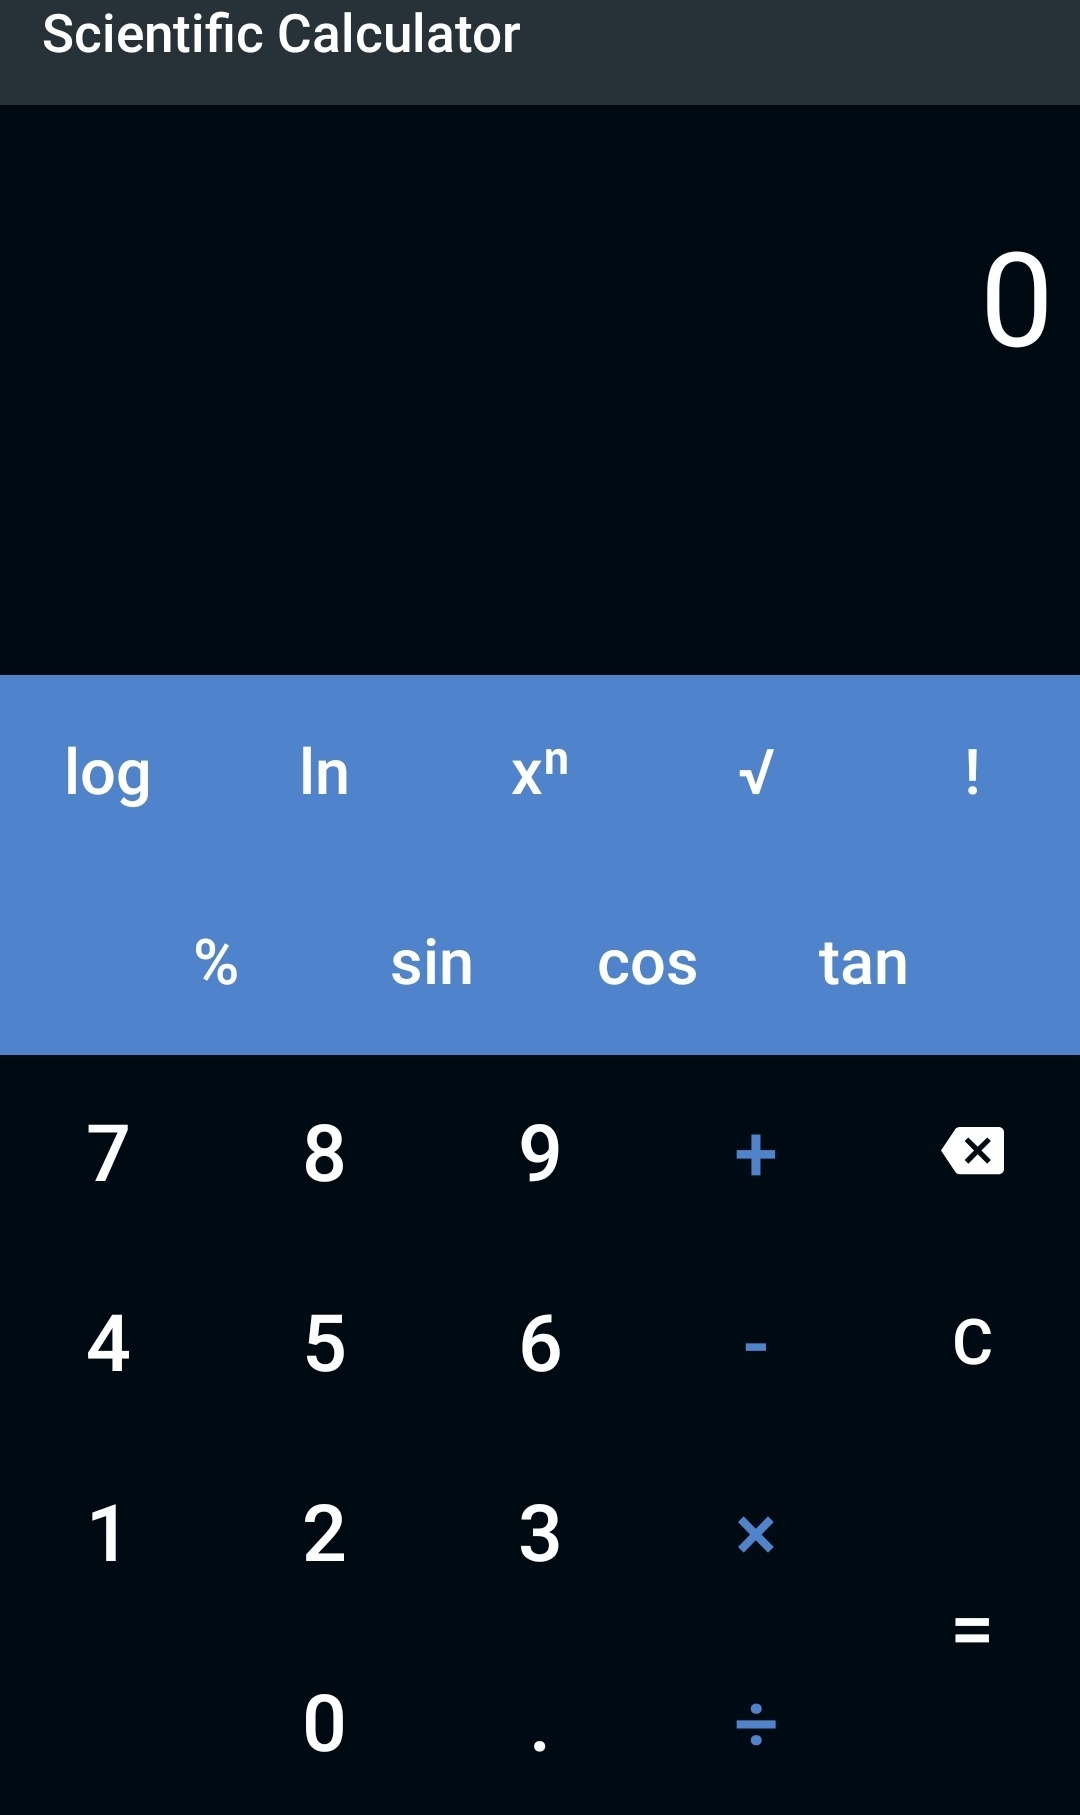 Scientific Calculator
0
log ln xⁿ √ !
% sin cos tan
7 8 9 +
4 5 6 - C
1 2 3 ×
=
0 . ÷